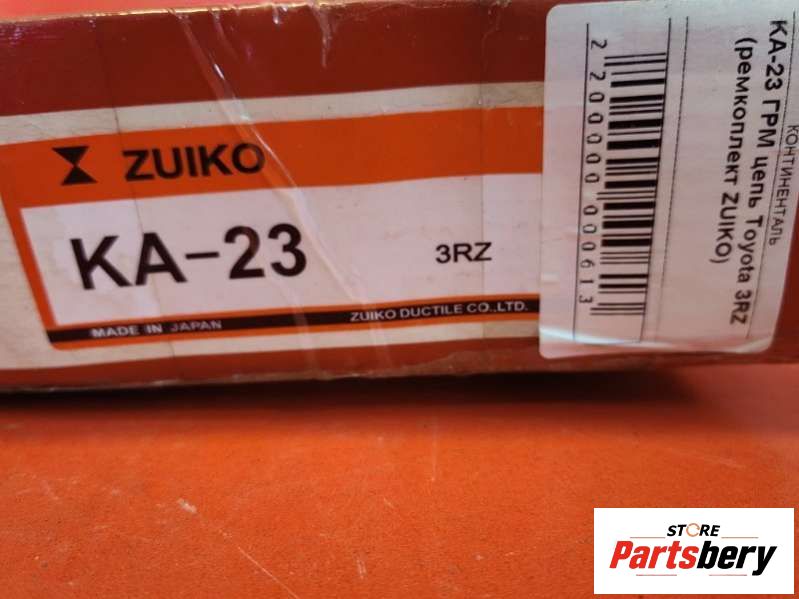 ZUIKO
KA-23
3RZ
MADE IN JAPAN
ZUIKO DUCTILE CO.,LTD.
КОНТИНЕНТАЛЬ
KA-23 ГРМ цепь Toyota 3RZ
(ремкоплект ZUIKO)
2 200000 000613
STORE
Partsbery